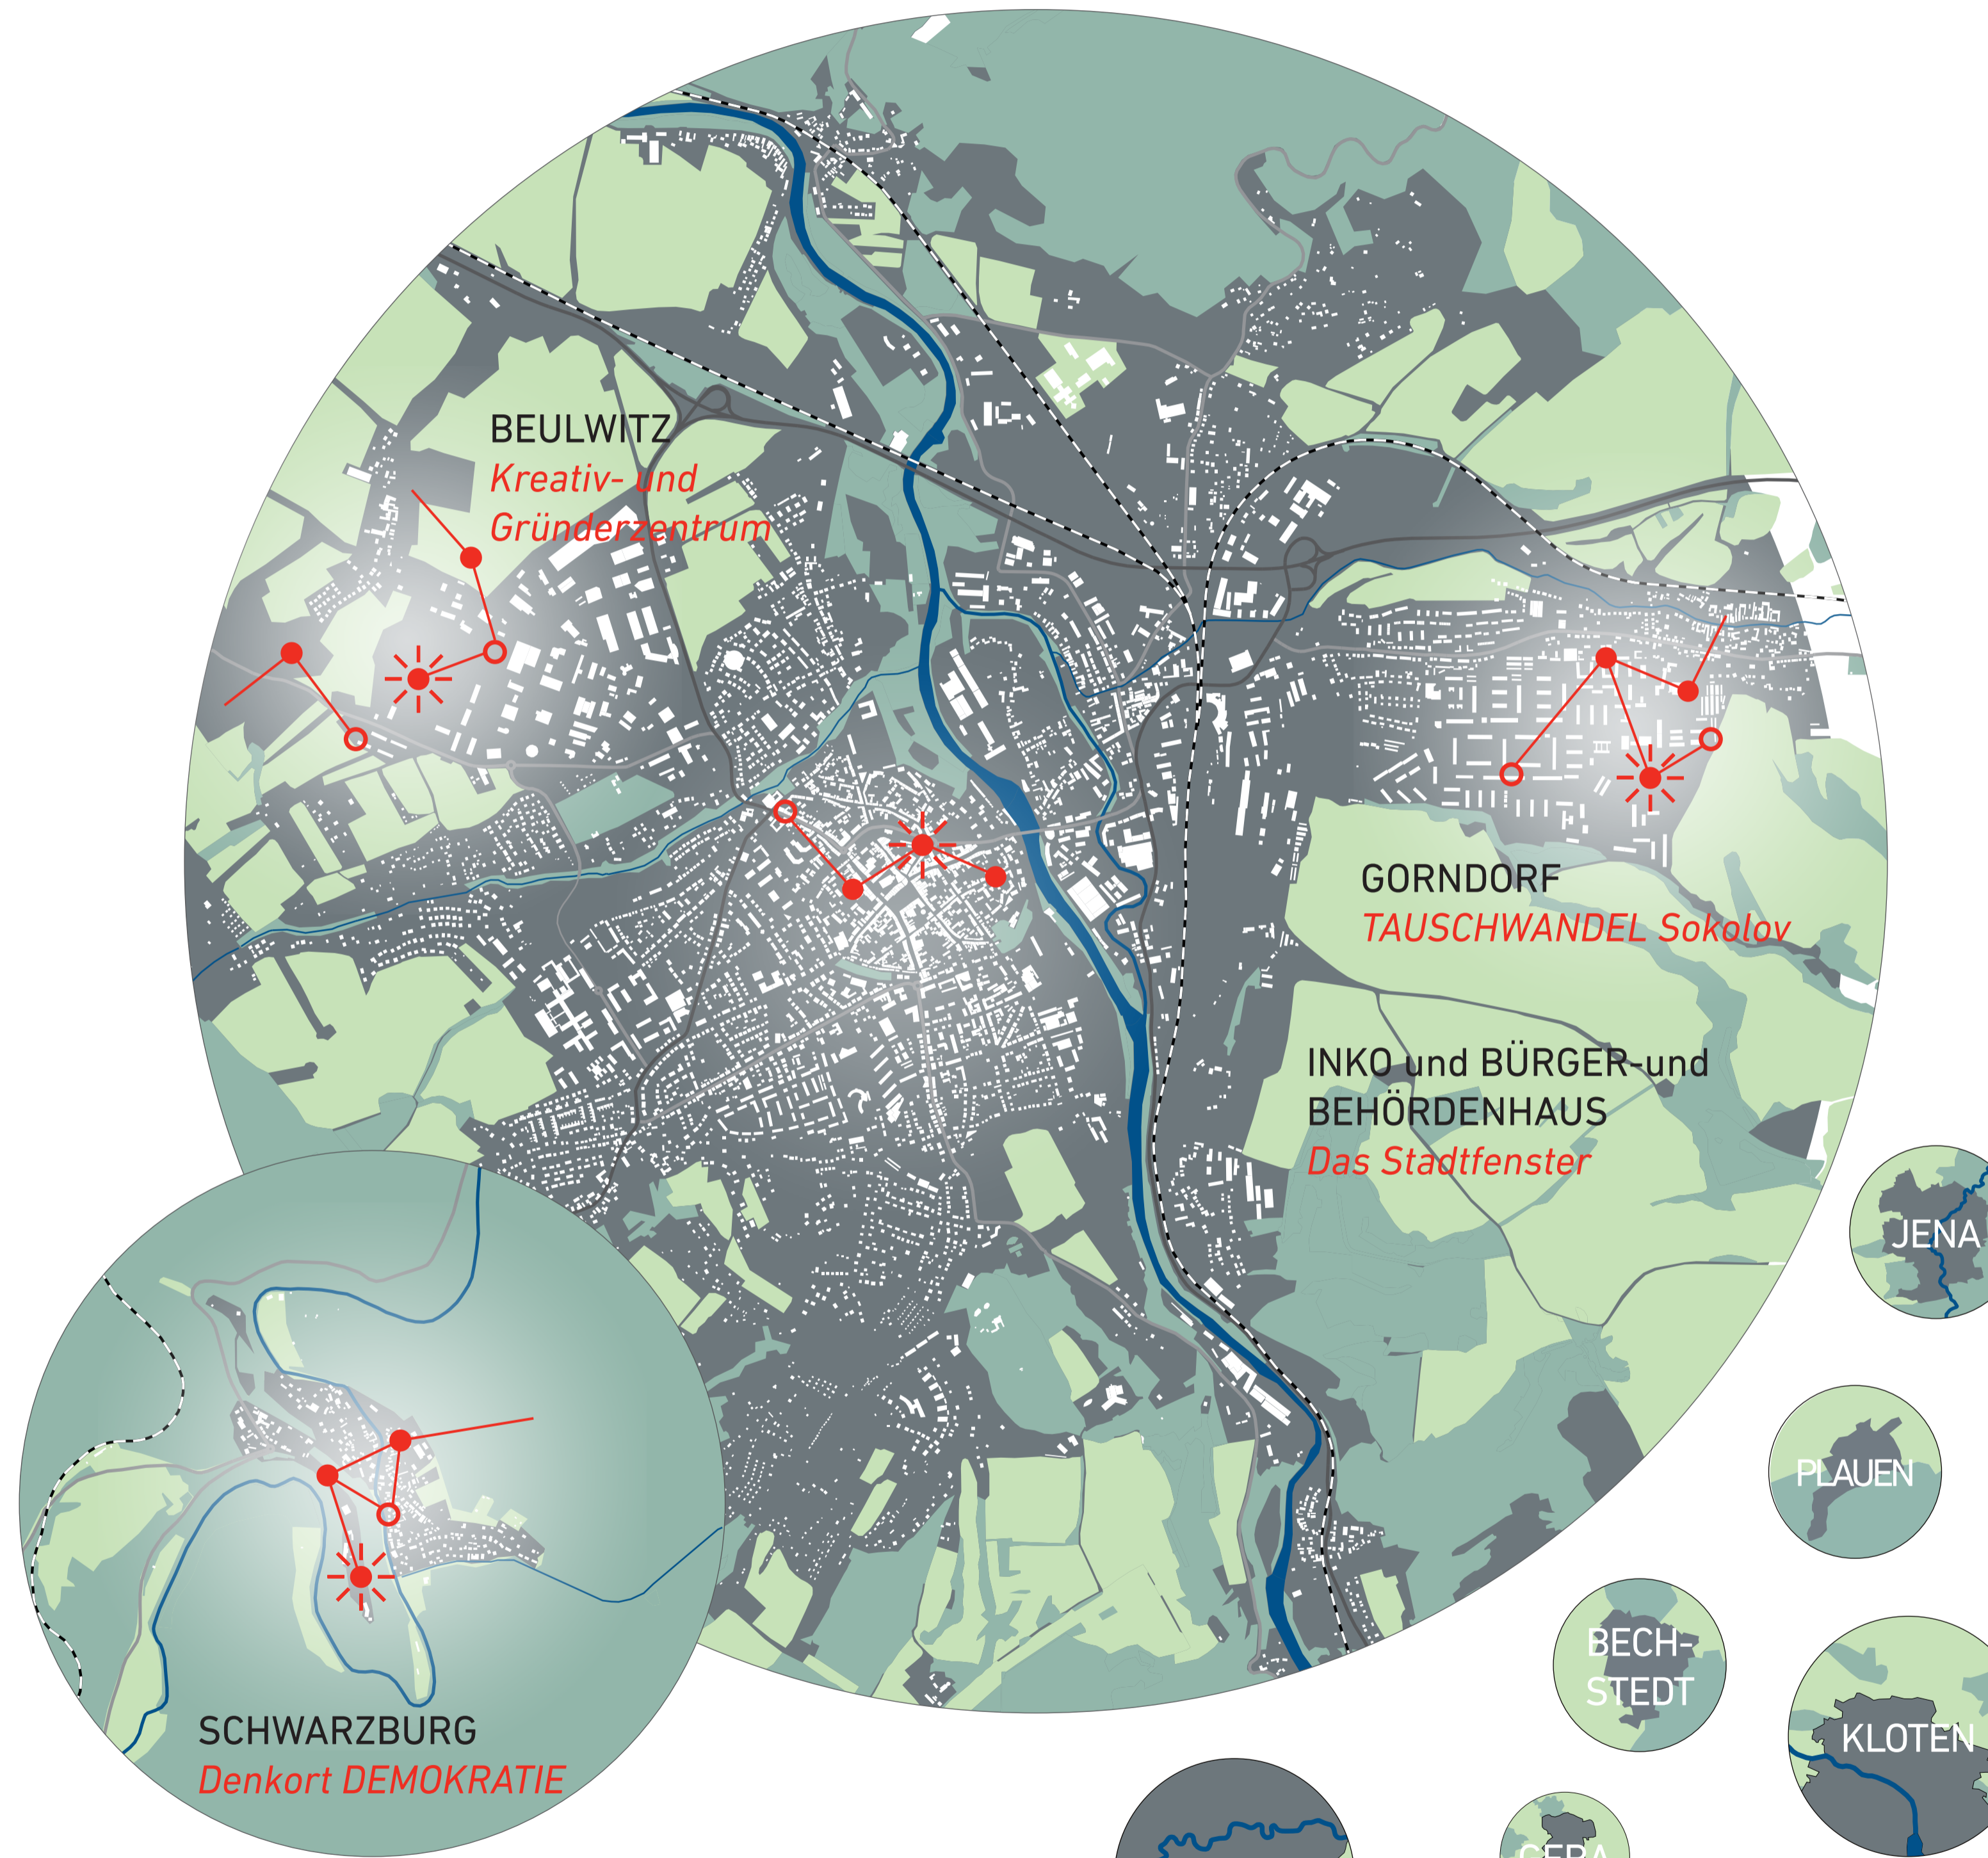 BEULWITZ
Kreativ- und
Gründerzentrum
GORNDORF
TAUSCHWANDEL Sokolov
INKO und BÜRGER-und
BEHÖRDENHAUS
Das Stadtfenster
JENA
PLAUEN
BECH-
STEDT
KLOTEN
SCHWARZBURG
Denkort DEMOKRATIE
GERA